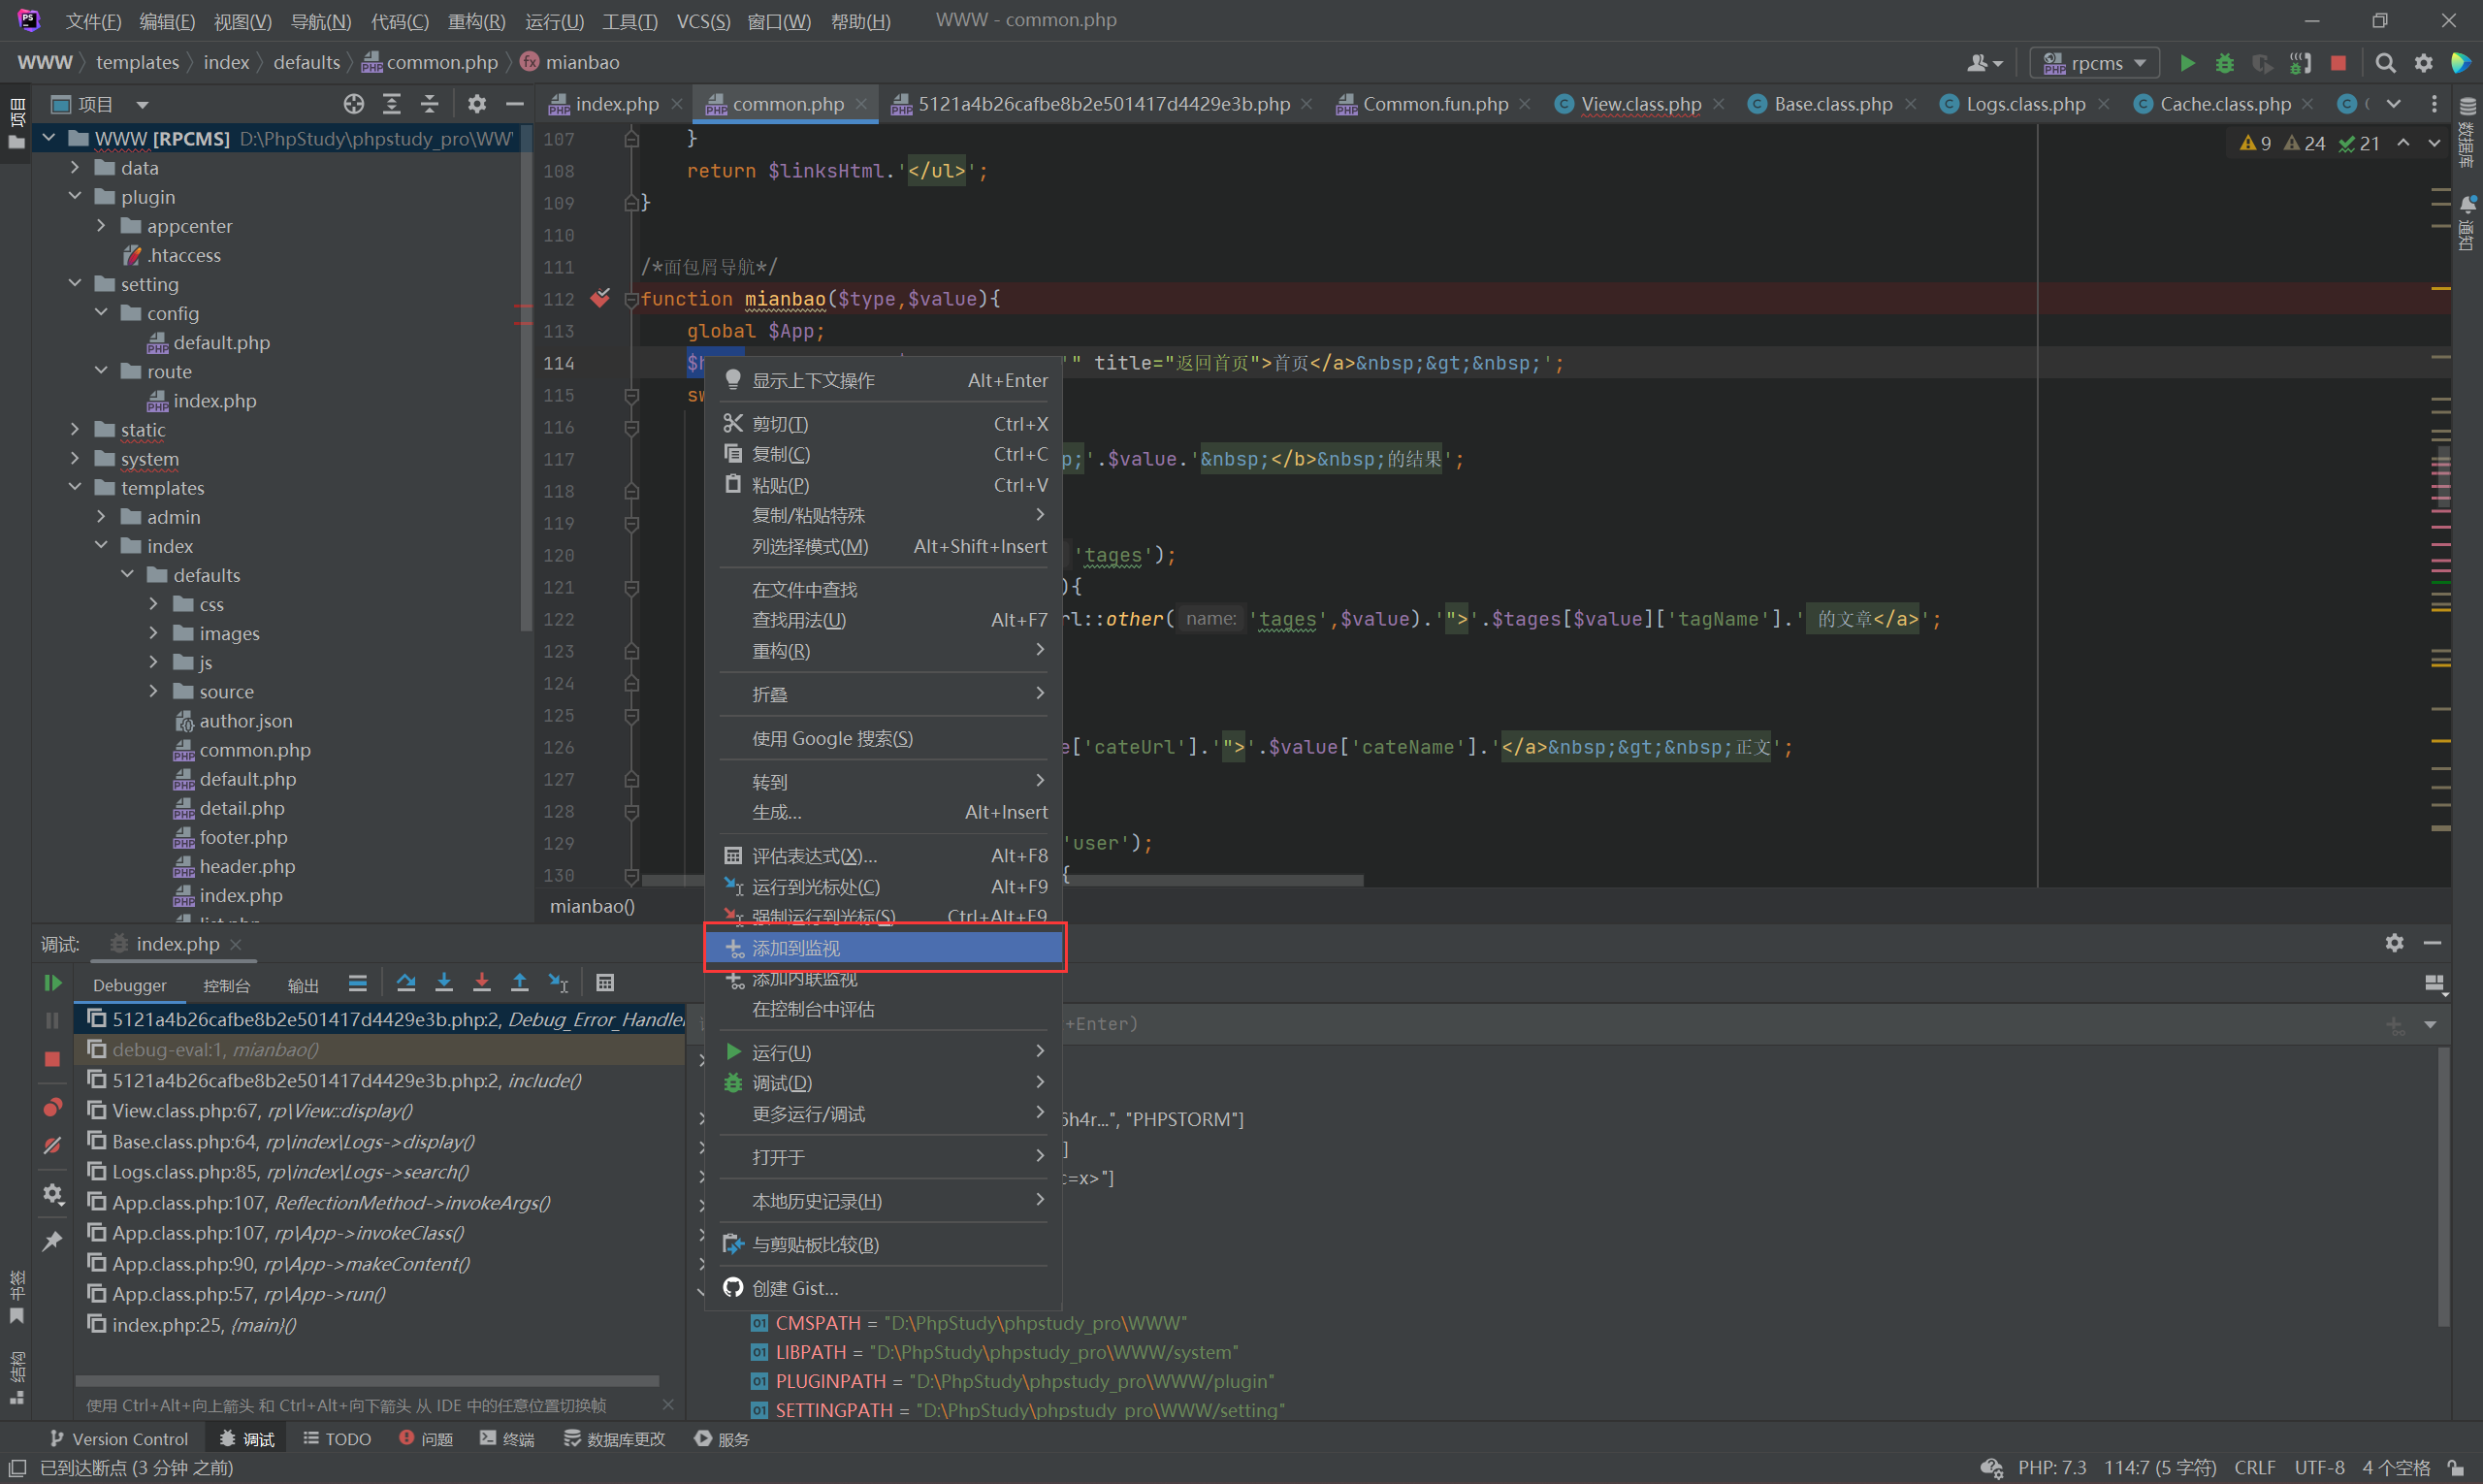 文件(F) 编辑(E) 视图(V) 导航(N) 代码(C) 重构(R) 运行(U) 工具(T) VCS(S) 窗口(W) 帮助(H) WWW - common.php
WWW templates index defaults common.php mianbao
rpcms
项目
index.php common.php 5121a4b26cafbe8b2e501417d4429e3b.php Common.fun.php View.class.php Base.class.php Logs.class.php Cache.class.php
项目
WWW [RPCMS] D:\PhpStudy\phpstudy_pro\WWW
data
plugin
appcenter
.htaccess
setting
config
default.php
route
index.php
static
system
templates
admin
index
defaults
css
images
js
source
author.json
common.php
default.php
detail.php
footer.php
header.php
index.php
list.php
9 24 21
107 }
108 return $linksHtml.'</ul>';
109 }
110
111 /*面包屑导航*/
112 function mianbao($type,$value){
113 global $App;
114 $h '" title="返回首页">首页</a>&nbsp;&gt;&nbsp;';
115 sw
116
117 p;'.$value.'&nbsp;</b>&nbsp;的结果';
118
119
120 'tages');
121 ){
122 rl::other( name: 'tages',$value).'">'.$tages[$value]['tagName'].' 的文章</a>';
123
124
125
126 e['cateUrl'].'">'.$value['cateName'].'</a>&nbsp;&gt;&nbsp;正文';
127
128
129 'user');
130 {
mianbao()
显示上下文操作 Alt+Enter
剪切(T) Ctrl+X
复制(C) Ctrl+C
粘贴(P) Ctrl+V
复制/粘贴特殊
列选择模式(M) Alt+Shift+Insert
在文件中查找
查找用法(U) Alt+F7
重构(R)
折叠
使用 Google 搜索(S)
转到
生成... Alt+Insert
评估表达式(X)... Alt+F8
运行到光标处(C) Alt+F9
强制运行到光标(S) Ctrl+Alt+F9
添加到监视
添加内联监视
在控制台中评估
运行(U)
调试(D)
更多运行/调试
打开于
本地历史记录(H)
与剪贴板比较(B)
创建 Gist...
数据库
通知
调试: index.php
Debugger 控制台 输出
5121a4b26cafbe8b2e501417d4429e3b.php:2, Debug_Error_Handler
debug-eval:1, mianbao()
5121a4b26cafbe8b2e501417d4429e3b.php:2, include()
View.class.php:67, rp\View::display()
Base.class.php:64, rp\index\Logs->display()
Logs.class.php:85, rp\index\Logs->search()
App.class.php:107, ReflectionMethod->invokeArgs()
App.class.php:107, rp\App->invokeClass()
App.class.php:90, rp\App->makeContent()
App.class.php:57, rp\App->run()
index.php:25, {main}()
使用 Ctrl+Alt+向上箭头 和 Ctrl+Alt+向下箭头 从 IDE 中的任意位置切换帧
+Enter)
6h4r...", "PHPSTORM"]
]
c=x>"]
CMSPATH = "D:\PhpStudy\phpstudy_pro\WWW"
LIBPATH = "D:\PhpStudy\phpstudy_pro\WWW/system"
PLUGINPATH = "D:\PhpStudy\phpstudy_pro\WWW/plugin"
SETTINGPATH = "D:\PhpStudy\phpstudy_pro\WWW/setting"
书签
结构
Version Control 调试 TODO 问题 终端 数据库更改 服务
已到达断点 (3 分钟 之前) PHP: 7.3 114:7 (5 字符) CRLF UTF-8 4 个空格